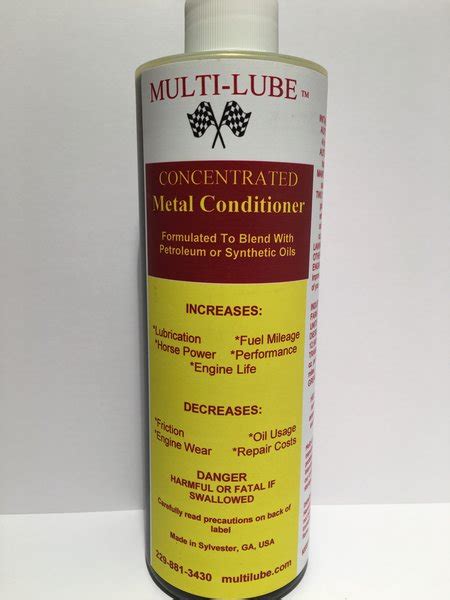 MULTI-LUBE ™
CONCENTRATED
Metal Conditioner
Formulated To Blend With
Petroleum or Synthetic Oils
INCREASES:
*Lubrication *Fuel Mileage
*Horse Power *Performance
*Engine Life
DECREASES:
*Friction *Oil Usage
*Engine Wear *Repair Costs
DANGER
HARMFUL OR FATAL IF
SWALLOWED
Carefully read precautions on back of
label
Made in Sylvester, GA, USA
229-881-3430 multilube.com